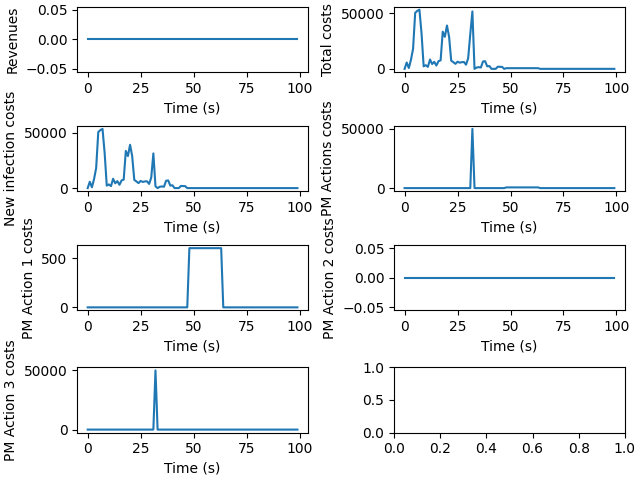 Revenues
0.05
0.00
−0.05
0 25 50 75 100
Time (s)
Total costs
50000
0
0 25 50 75 100
Time (s)
New infection costs
50000
0
0 25 50 75 100
Time (s)
PM Actions costs
50000
0
0 25 50 75 100
Time (s)
PM Action 1 costs
500
0
0 25 50 75 100
Time (s)
PM Action 2 costs
0.05
0.00
−0.05
0 25 50 75 100
Time (s)
PM Action 3 costs
50000
0
0 25 50 75 100
Time (s)
1.0
0.5
0.0
0.0 0.2 0.4 0.6 0.8 1.0